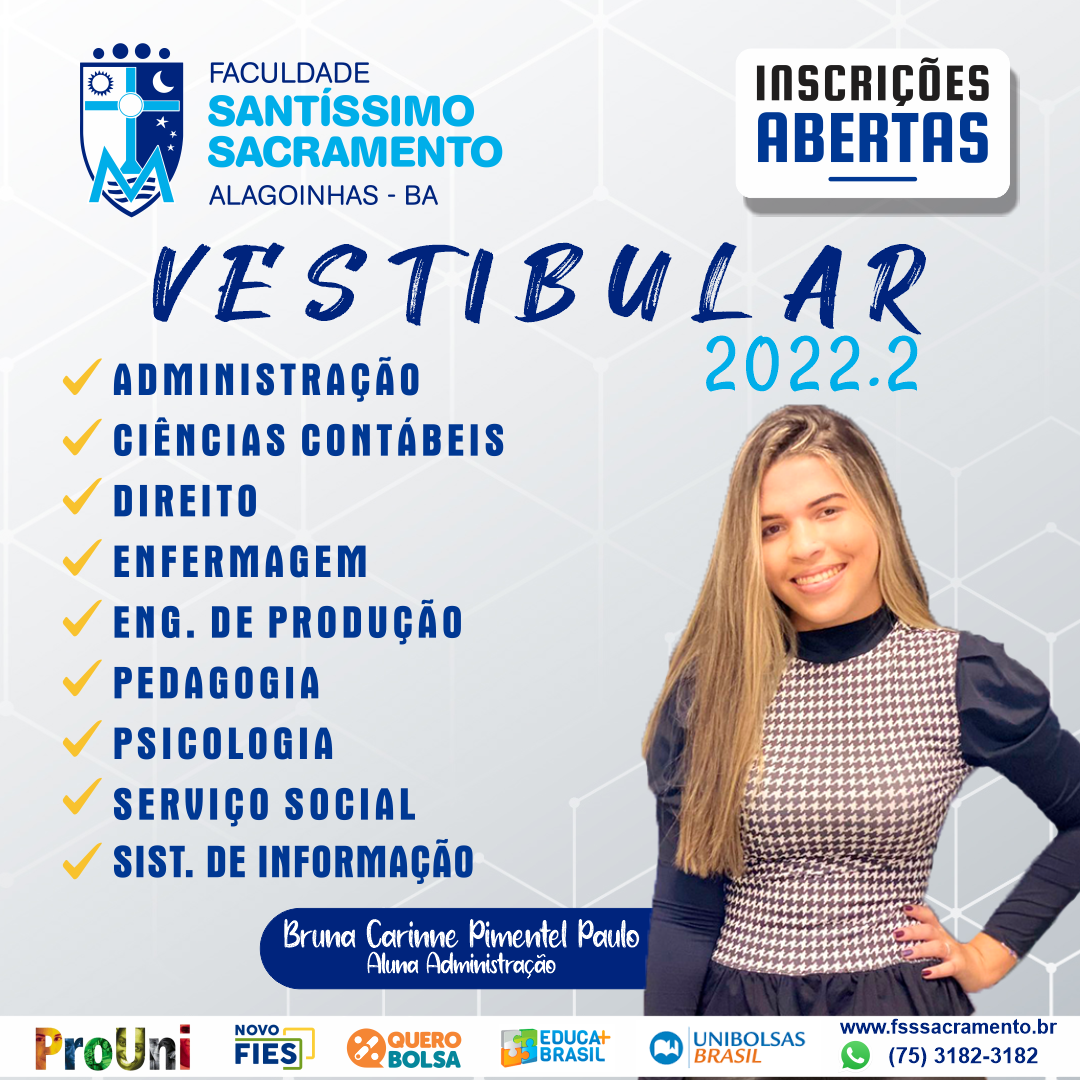 FACULDADE
SANTÍSSIMO
SACRAMENTO
ALAGOINHAS - BA
INSCRIÇÕES
ABERTAS
VESTIBULAR
2022.2
ADMINISTRAÇÃO
CIÊNCIAS CONTÁBEIS
DIREITO
ENFERMAGEM
ENG. DE PRODUÇÃO
PEDAGOGIA
PSICOLOGIA
SERVIÇO SOCIAL
SIST. DE INFORMAÇÃO
Bruna Carinne Pimentel Paulo
Aluna Administração
ProUni
NOVO
FIES
QUERO
BOLSA
EDUCA+
BRASIL
UNIBOLSAS
BRASIL
www.fsssacramento.br
(75) 3182-3182